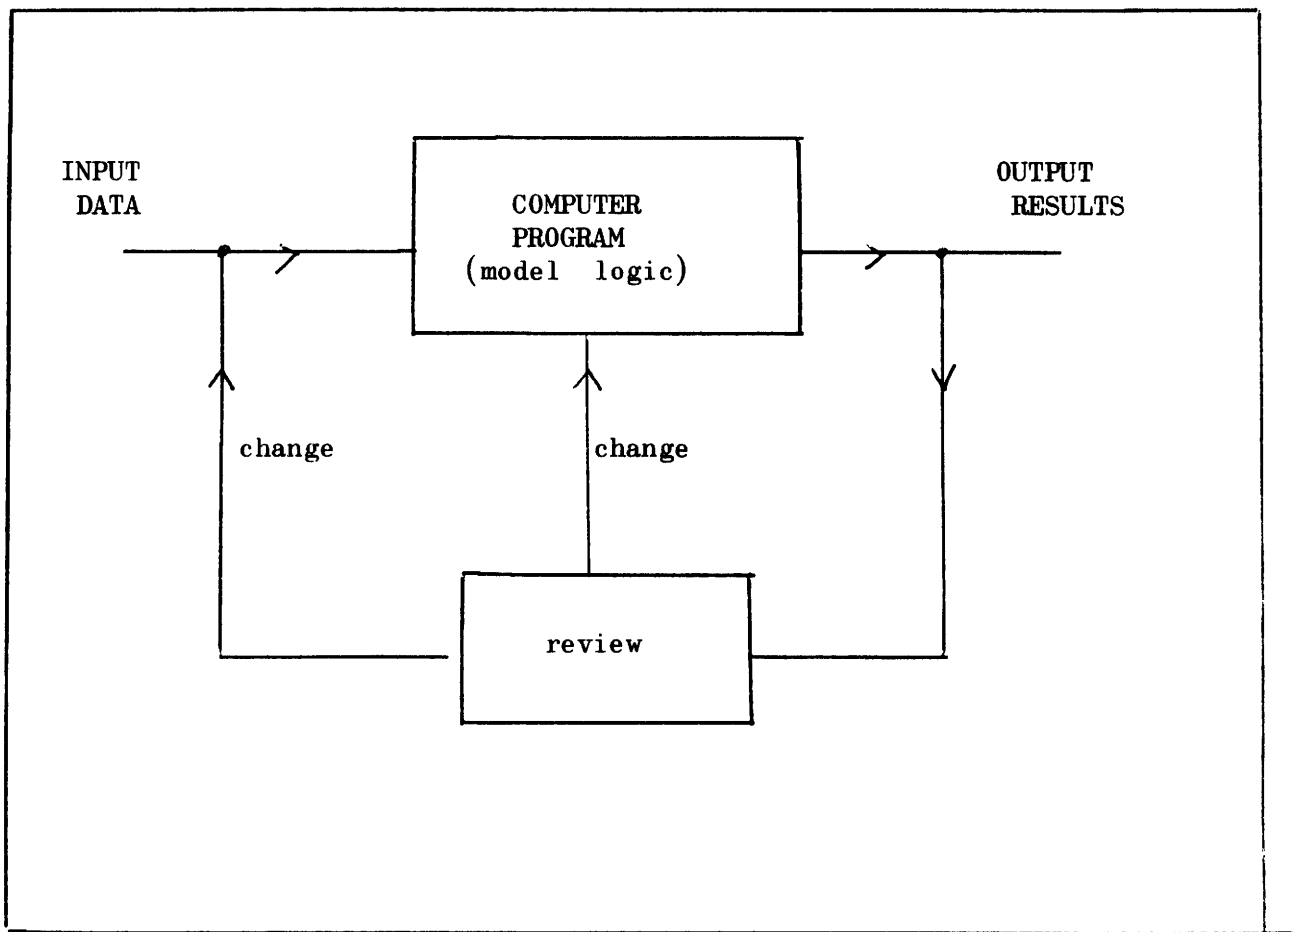 INPUT
DATA
COMPUTER
PROGRAM
(model logic)
OUTPUT
RESULTS
change
change
review